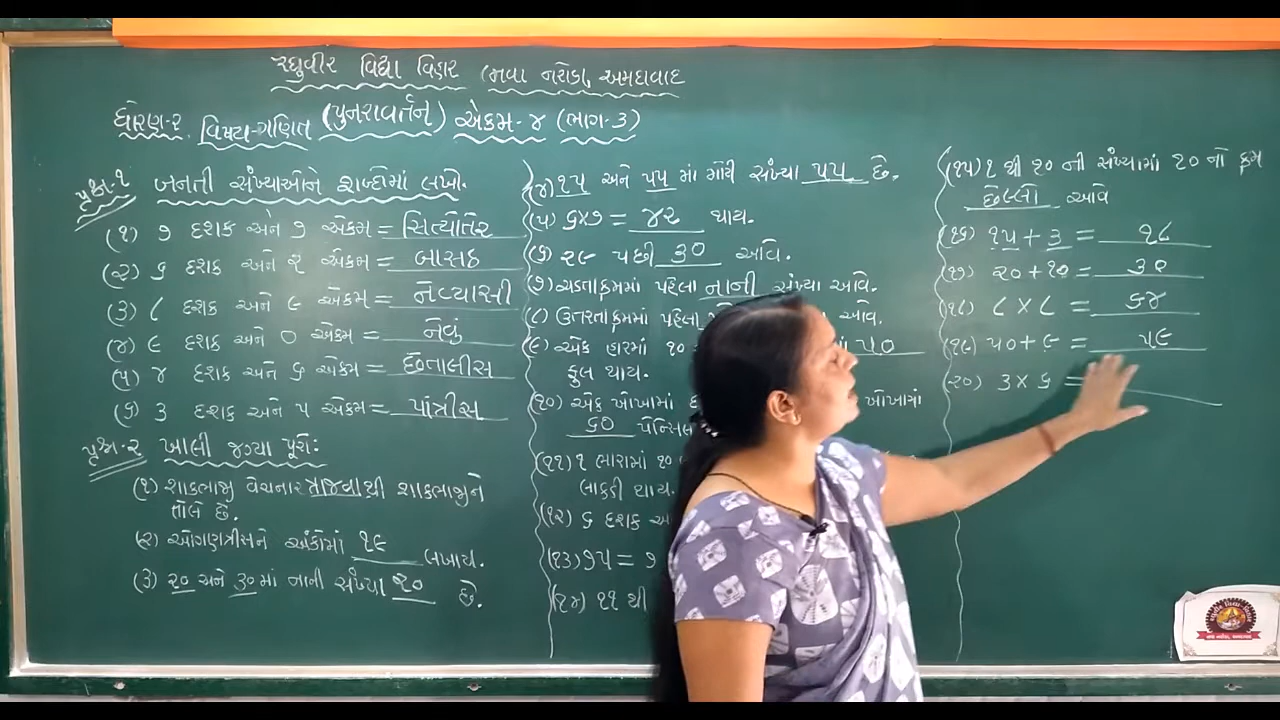 રઘુવીર વિદ્યા વિહાર (નવા નરોડા, અમદાવાદ
ધોરણ-૨ વિષય-ગણિત (પુનરાવર્તન) એકમ-૪ (ભાગ-૩)
પ્રશ્ન-૧ બનતી સંખ્યાઓને શબ્દોમાં લખો.
(૧) ૭ દશક અને ૭ એકમ = સિત્યોતેર
(૨) ૬ દશક અને ૨ એકમ = બાસઠ
(૩) ૮ દશક અને ૯ એકમ = નેવ્યાસી
(૪) ૯ દશક અને ૦ એકમ = નેવું
(૫) ૪ દશક અને ૬ એકમ = છેંતાલીસ
(૬) ૩ દશક અને ૫ એકમ = પાંત્રીસ
પ્રશ્ન-૨ ખાલી જગ્યા પૂરો:
(૧) શાકભાજી વેચનાર ત્રાજવાથી શાકભાજીને
તોલે છે.
(૨) ઓગણત્રીસને અંકોમાં ૨૯ લખાય.
(૩) ૨૦ અને ૩૦ માં નાની સંખ્યા ૨૦ છે.
(૪) ૧૫ અને ૫૫ માં મોટી સંખ્યા ૫૫ છે.
(૫) ૬×૭ = ૪૨ થાય.
(૬) ૨૯ પછી ૩૦ આવે.
(૭) ચડતાક્રમમાં પહેલા નાની સંખ્યા આવે.
(૮) ઉતરતાક્રમમાં પહેલા આવે.
(૯) એક હારમાં ૧૦ ૫૦
ફુલ થાય.
(૧૦) એક ખોખામાં ખોખામાં
૬૦ પેન્સિલ
(૧૧) ૧ ભારામાં ૧૦
લાકડી થાય.
(૧૨) ૬ દશક
(૧૩) ૭૫ = ૭
(૧૪) ૧૧ થી
(૧૫) ૧ થી ૨૦ ની સંખ્યામાં ૨૦ નો ક્રમ
છેલ્લો આવે
(૧૬) ૧૫ + ૩ = ૧૮
(૧૭) ૨૦ + ૧૦ = ૩૦
(૧૮) ૮ × ૮ = ૬૪
(૧૯) ૫૦ + ૯ = ૫૯
(૨૦) ૩ × ૬ =